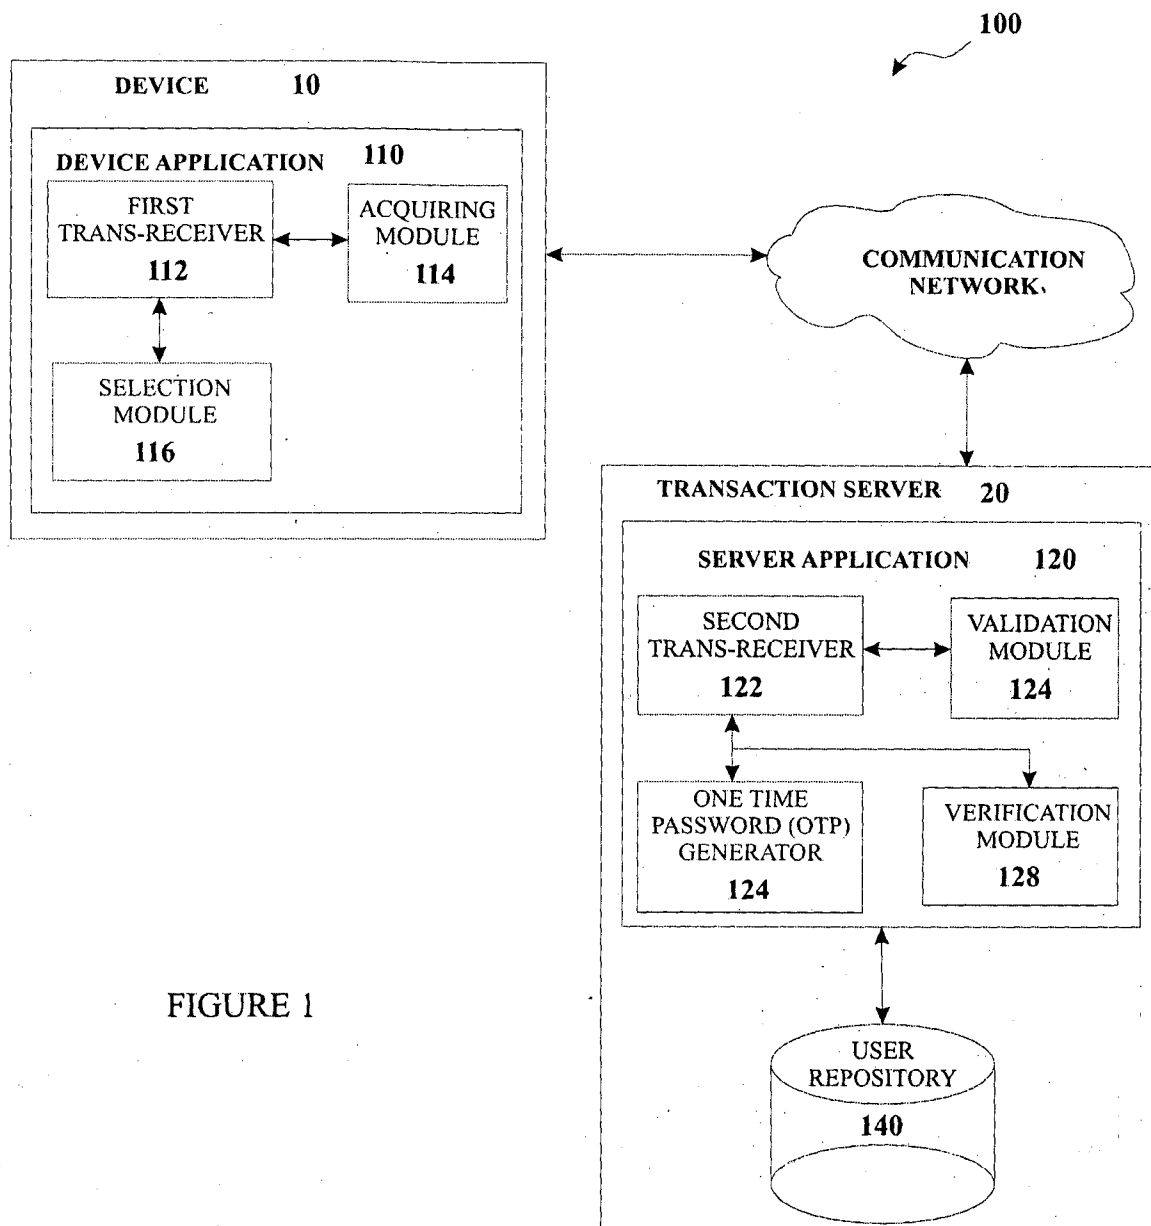 100
DEVICE 10
DEVICE APPLICATION 110
FIRST
TRANS-RECEIVER
112
ACQUIRING
MODULE
114
SELECTION
MODULE
116
COMMUNICATION
NETWORK
TRANSACTION SERVER 20
SERVER APPLICATION 120
SECOND
TRANS-RECEIVER
122
VALIDATION
MODULE
124
ONE TIME
PASSWORD (OTP)
GENERATOR
124
VERIFICATION
MODULE
128
USER
REPOSITORY
140
FIGURE 1